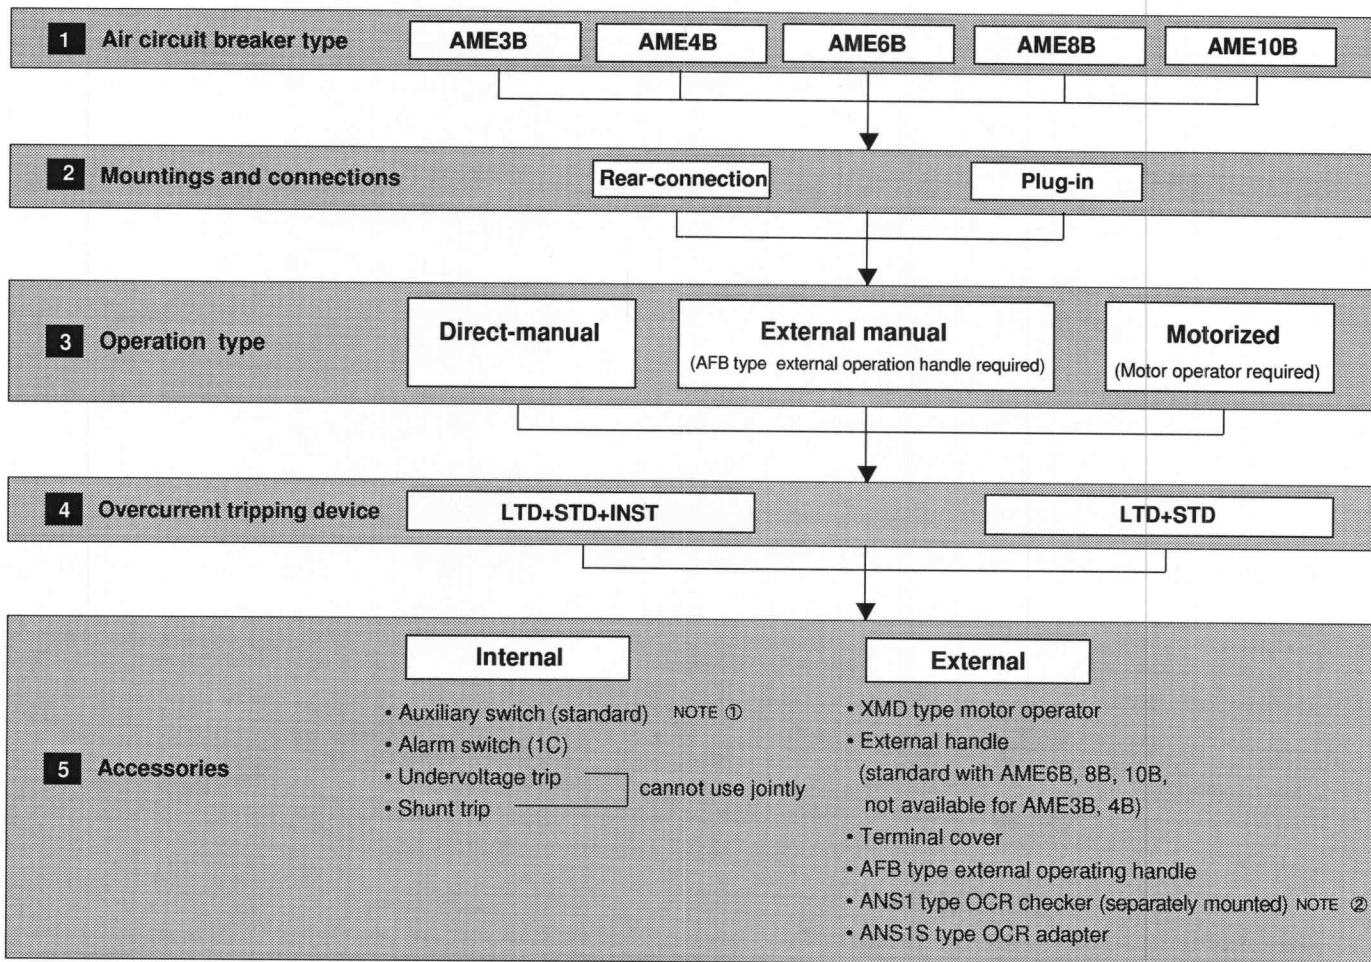 1 Air circuit breaker type AME3B AME4B AME6B AME8B AME10B
2 Mountings and connections Rear-connection Plug-in
3 Operation type Direct-manual External manual Motorized
(AFB type external operation handle required) (Motor operator required)
4 Overcurrent tripping device LTD+STD+INST LTD+STD
5 Accessories
Internal
• Auxiliary switch (standard) NOTE ①
• Alarm switch (1C)
• Undervoltage trip
• Shunt trip
cannot use jointly
External
• XMD type motor operator
• External handle
(standard with AME6B, 8B, 10B,
not available for AME3B, 4B)
• Terminal cover
• AFB type external operating handle
• ANS1 type OCR checker (separately mounted) NOTE ②
• ANS1S type OCR adapter